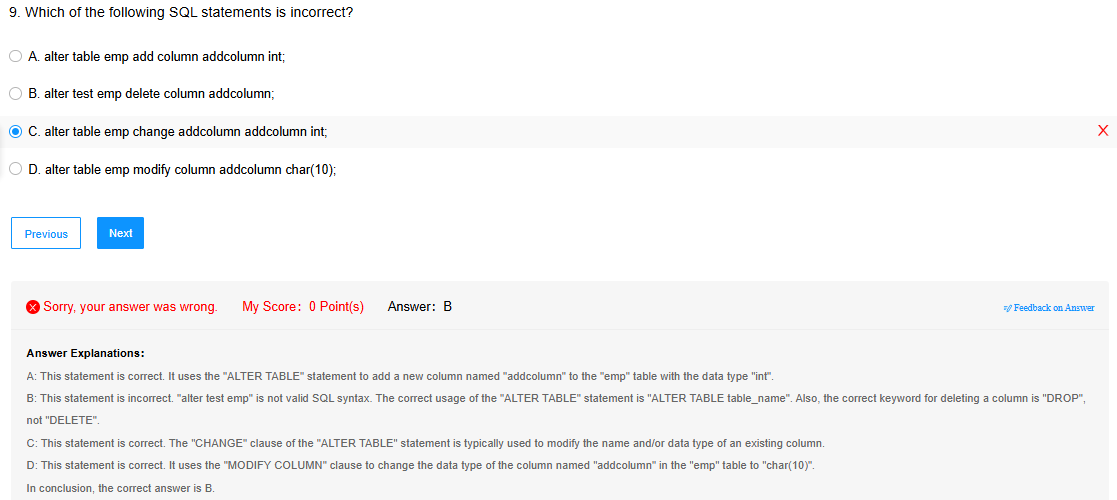 9. Which of the following SQL statements is incorrect?
A. alter table emp add column addcolumn int;
B. alter test emp delete column addcolumn;
C. alter table emp change addcolumn addcolumn int;
D. alter table emp modify column addcolumn char(10);
Previous Next
Sorry, your answer was wrong. My Score: 0 Point(s) Answer: B Feedback on Answer
Answer Explanations:
A: This statement is correct. It uses the "ALTER TABLE" statement to add a new column named "addcolumn" to the "emp" table with the data type "int".
B: This statement is incorrect. "alter test emp" is not valid SQL syntax. The correct usage of the "ALTER TABLE" statement is "ALTER TABLE table_name". Also, the correct keyword for deleting a column is "DROP",
not "DELETE".
C: This statement is correct. The "CHANGE" clause of the "ALTER TABLE" statement is typically used to modify the name and/or data type of an existing column.
D: This statement is correct. It uses the "MODIFY COLUMN" clause to change the data type of the column named "addcolumn" in the "emp" table to "char(10)".
In conclusion, the correct answer is B.